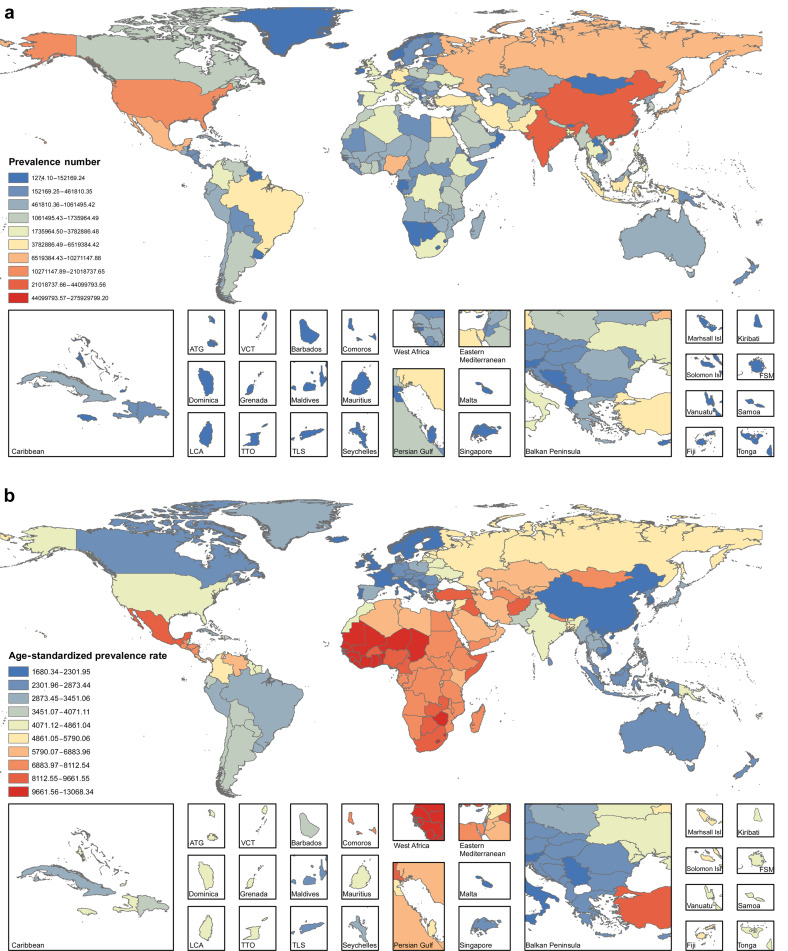 a
Prevalence number
1274.10−152169.24
152169.25−461810.35
461810.36−1061495.42
1061495.43−1735964.49
1735964.50−3782886.48
3782886.49−6519384.42
6519384.43−10271147.88
10271147.89−21018737.65
21018737.66−44099793.56
44099793.57−275929799.20
Caribbean
ATG
VCT
Barbados
Comoros
West Africa
Eastern
Mediterranean
Balkan Peninsula
Marhsall Isl
Kiribati
Dominica
Grenada
Maldives
Mauritius
Persian Gulf
Malta
Solomon Isl
FSM
LCA
TTO
TLS
Seychelles
Singapore
Vanuatu
Samoa
Fiji
Tonga
b
Age-standardized prevalence rate
1680.34−2301.95
2301.96−2873.44
2873.45−3451.06
3451.07−4071.11
4071.12−4861.04
4861.05−5790.06
5790.07−6883.96
6883.97−8112.54
8112.55−9661.55
9661.56−13068.34
Caribbean
ATG
VCT
Barbados
Comoros
West Africa
Eastern
Mediterranean
Balkan Peninsula
Marshall Isl
Kiribati
Dominica
Grenada
Maldives
Mauritius
Persian Gulf
Malta
Solomon Isl
FSM
LCA
TTO
TLS
Seychelles
Singapore
Vanuatu
Samoa
Fiji
Tonga